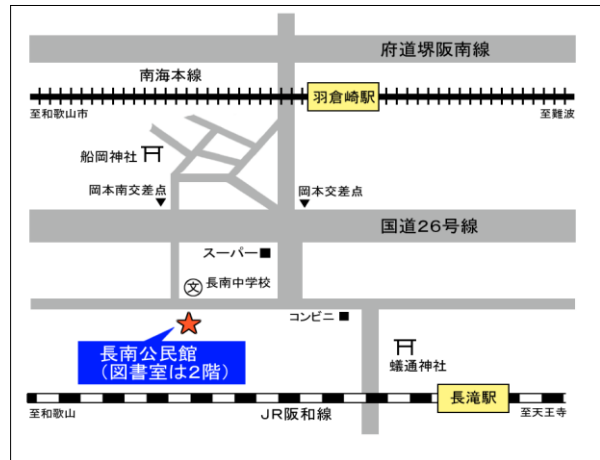 府道堺阪南線
南海本線
羽倉崎駅
至和歌山市
至難波
船岡神社
岡本南交差点
岡本交差点
国道26号線
スーパー
文
長南中学校
コンビニ
長南公民館
（図書室は2階）
蟻通神社
長滝駅
至和歌山
JR阪和線
至天王寺